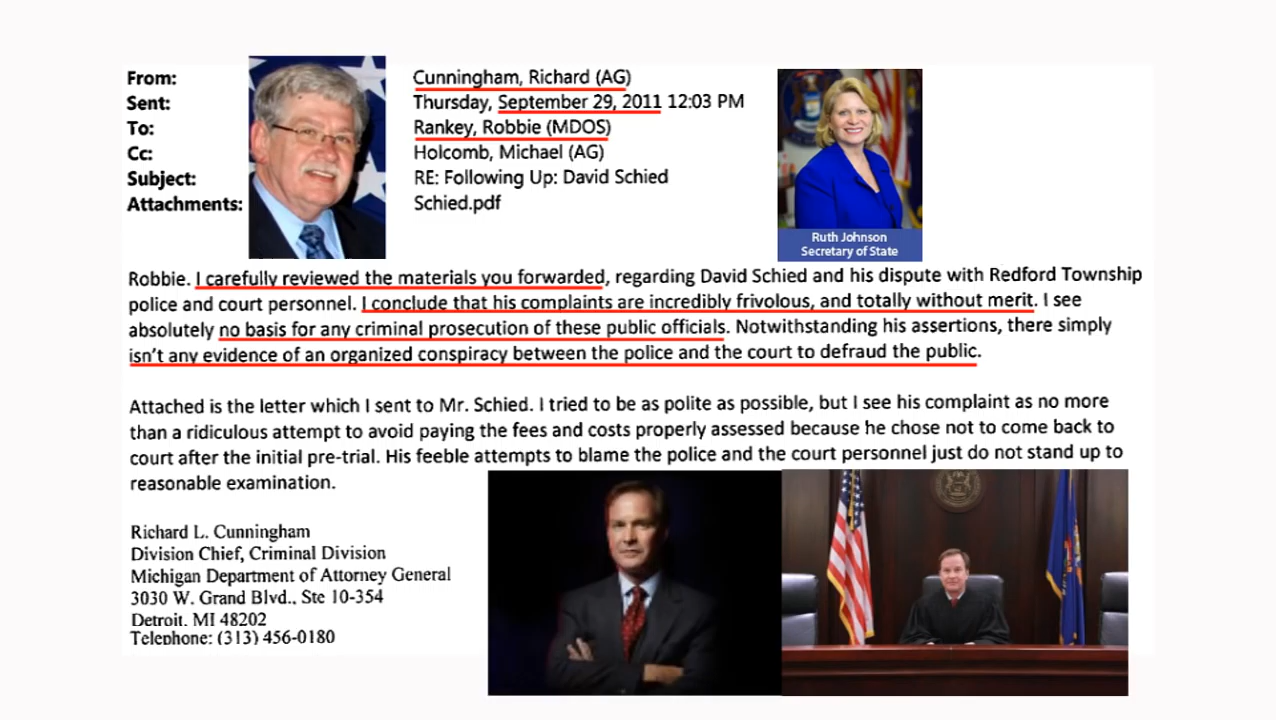 From: Cunningham, Richard (AG)
Sent: Thursday, September 29, 2011 12:03 PM
To: Rankey, Robbie (MDOS)
Cc: Holcomb, Michael (AG)
Subject: RE: Following Up: David Schied
Attachments: Schied.pdf
Ruth Johnson
Secretary of State
Robbie. I carefully reviewed the materials you forwarded, regarding David Schied and his dispute with Redford Township
police and court personnel. I conclude that his complaints are incredibly frivolous, and totally without merit. I see
absolutely no basis for any criminal prosecution of these public officials. Notwithstanding his assertions, there simply
isn't any evidence of an organized conspiracy between the police and the court to defraud the public.
Attached is the letter which I sent to Mr. Schied. I tried to be as polite as possible, but I see his complaint as no more
than a ridiculous attempt to avoid paying the fees and costs properly assessed because he chose not to come back to
court after the initial pre-trial. His feeble attempts to blame the police and the court personnel just do not stand up to
reasonable examination.
Richard L. Cunningham
Division Chief, Criminal Division
Michigan Department of Attorney General
3030 W. Grand Blvd., Ste 10-354
Detroit, MI 48202
Telephone: (313) 456-0180